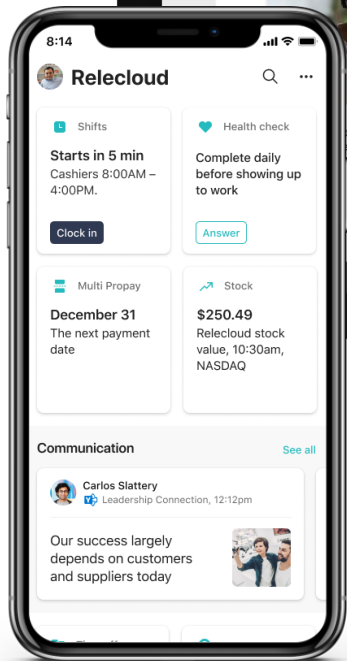 8:14
Relecloud
Shifts
Starts in 5 min
Cashiers 8:00AM –
4:00PM.
Clock in
Health check
Complete daily
before showing up
to work
Answer
Multi Propay
December 31
The next payment
date
Stock
$250.49
Relecloud stock
value, 10:30am,
NASDAQ
Communication
See all
Carlos Slattery
Leadership Connection, 12:12pm
Our success largely
depends on customers
and suppliers today